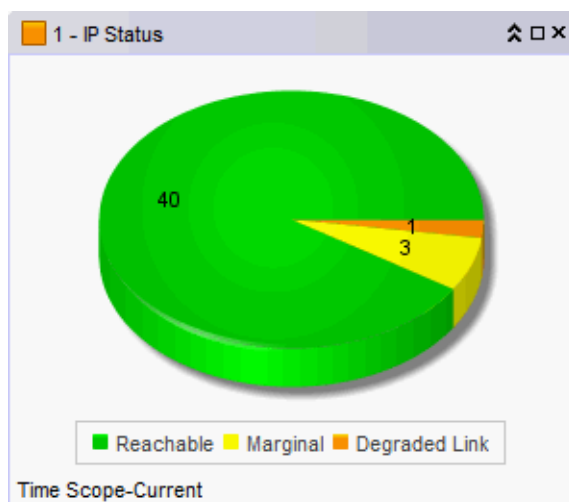 1 - IP Status
40
1
3
Reachable Marginal Degraded Link
Time Scope-Current